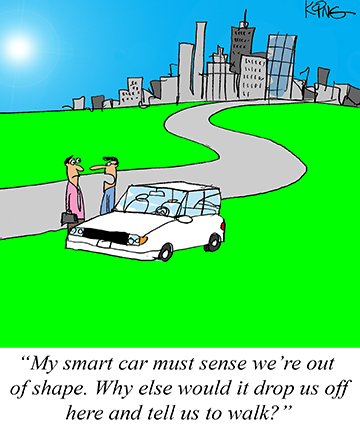 “My smart car must sense we’re out
of shape. Why else would it drop us off
here and tell us to walk?”